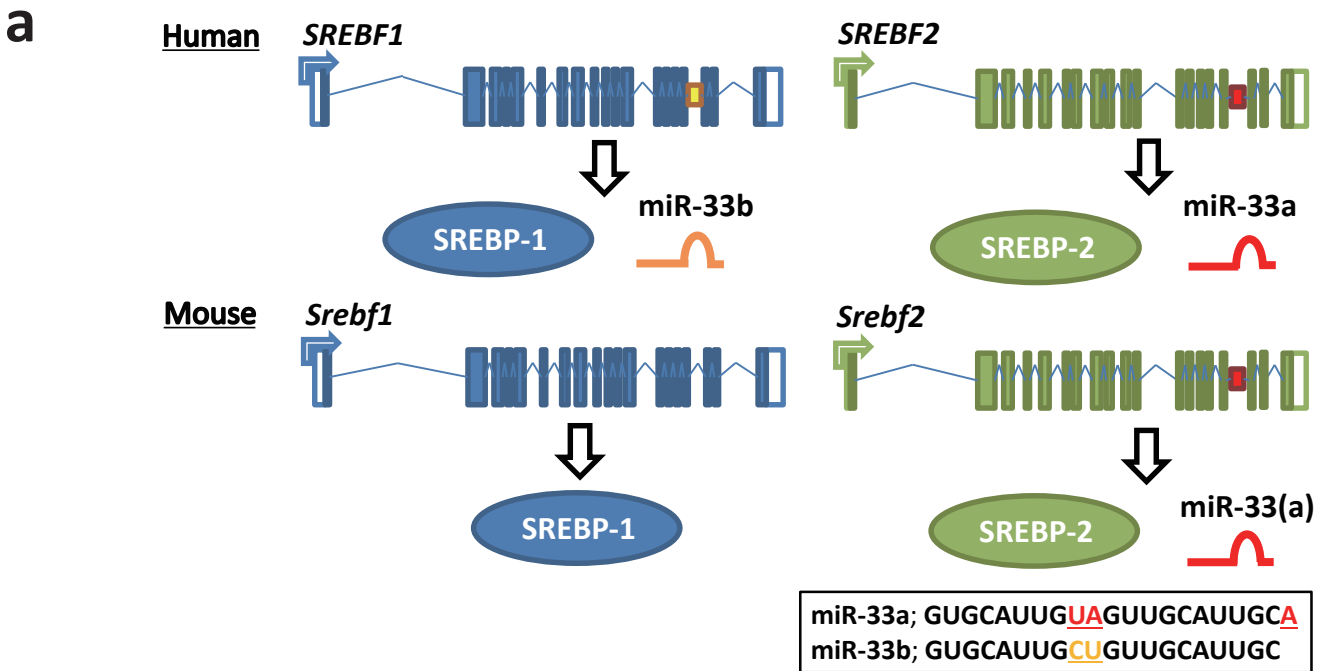 a
Human
SREBF1
SREBF2
SREBP-1
miR-33b
SREBP-2
miR-33a
Mouse
Srebf1
Srebf2
SREBP-1
SREBP-2
miR-33(a)
miR-33a; GUGCAUUGUAGUUGCAUUGCA
miR-33b; GUGCAUUGCUGUUGCAUUGC